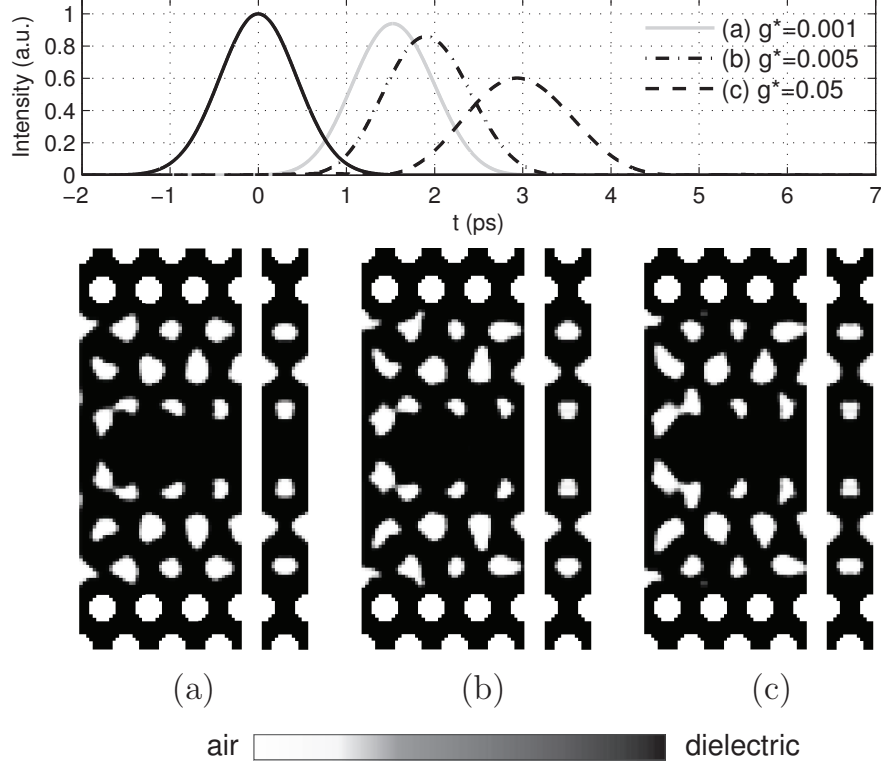 Intensity (a.u.)
1
0.8
0.6
0.4
0.2
0
−2 −1 0 1 2 3 4 5 6 7
t (ps)
(a) g*=0.001
(b) g*=0.005
(c) g*=0.05
(a) (b) (c)
air dielectric